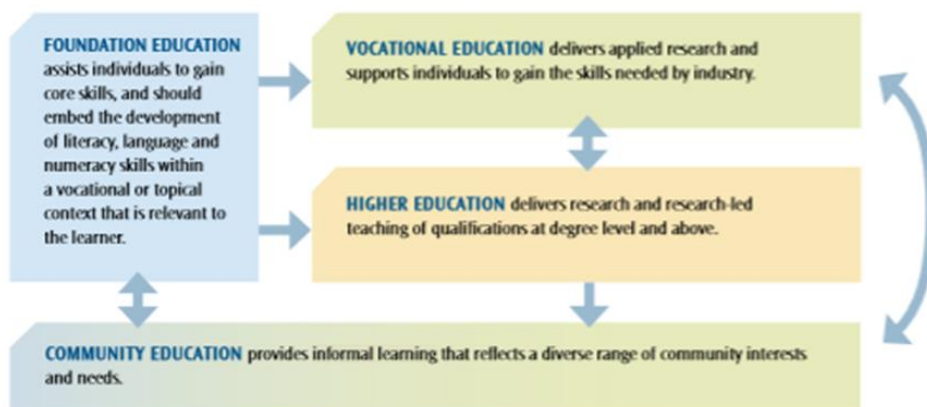 FOUNDATION EDUCATION
assists individuals to gain
core skills, and should
embed the development
of literacy, language and
numeracy skills within
a vocational or topical
context that is relevant to
the learner.
VOCATIONAL EDUCATION delivers applied research and
supports individuals to gain the skills needed by industry.
HIGHER EDUCATION delivers research and research-led
teaching of qualifications at degree level and above.
COMMUNITY EDUCATION provides informal learning that reflects a diverse range of community interests
and needs.